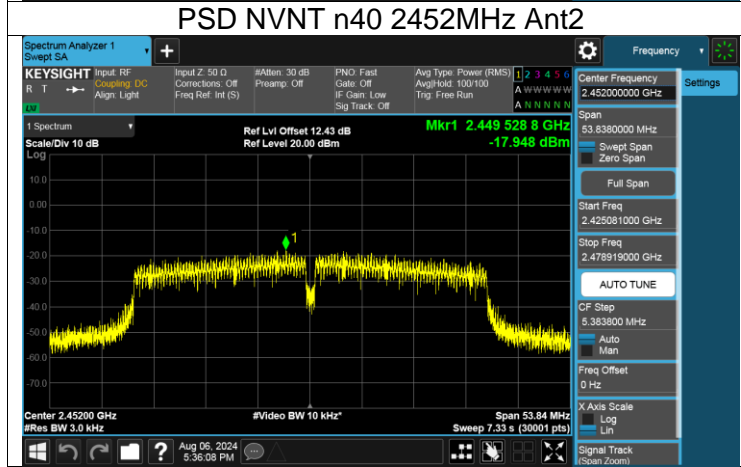 PSD NVNT n40 2452MHz Ant2
Spectrum Analyzer 1
Swept SA
Frequency
KEYSIGHT
R T
LXI
Input: RF
Coupling: DC
Align: Light
Input Z: 50 Ω
Corrections: Off
Freq Ref: Int (S)
#Atten: 30 dB
Preamp: Off
PNO: Fast
Gate: Off
IF Gain: Low
Sig Track: Off
Avg Type: Power (RMS)
Avg|Hold: 100/100
Trig: Free Run
1 2 3 4 5 6
A W W W W W
A N N N N N
1 Spectrum
Scale/Div 10 dB
Ref Lvl Offset 12.43 dB
Ref Level 20.00 dBm
Mkr1 2.449 528 8 GHz
-17.948 dBm
Log
10.0
0.00
-10.0
-20.0
-30.0
-40.0
-50.0
-60.0
-70.0
1
Center 2.45200 GHz
#Res BW 3.0 kHz
#Video BW 10 kHz*
Span 53.84 MHz
Sweep 7.33 s (30001 pts)
Aug 06, 2024
5:36:08 PM
Center Frequency
2.452000000 GHz
Settings
Span
53.8380000 MHz
Swept Span
Zero Span
Full Span
Start Freq
2.425081000 GHz
Stop Freq
2.478919000 GHz
AUTO TUNE
CF Step
5.383800 MHz
Auto
Man
Freq Offset
0 Hz
X Axis Scale
Log
Lin
Signal Track
(Span Zoom)